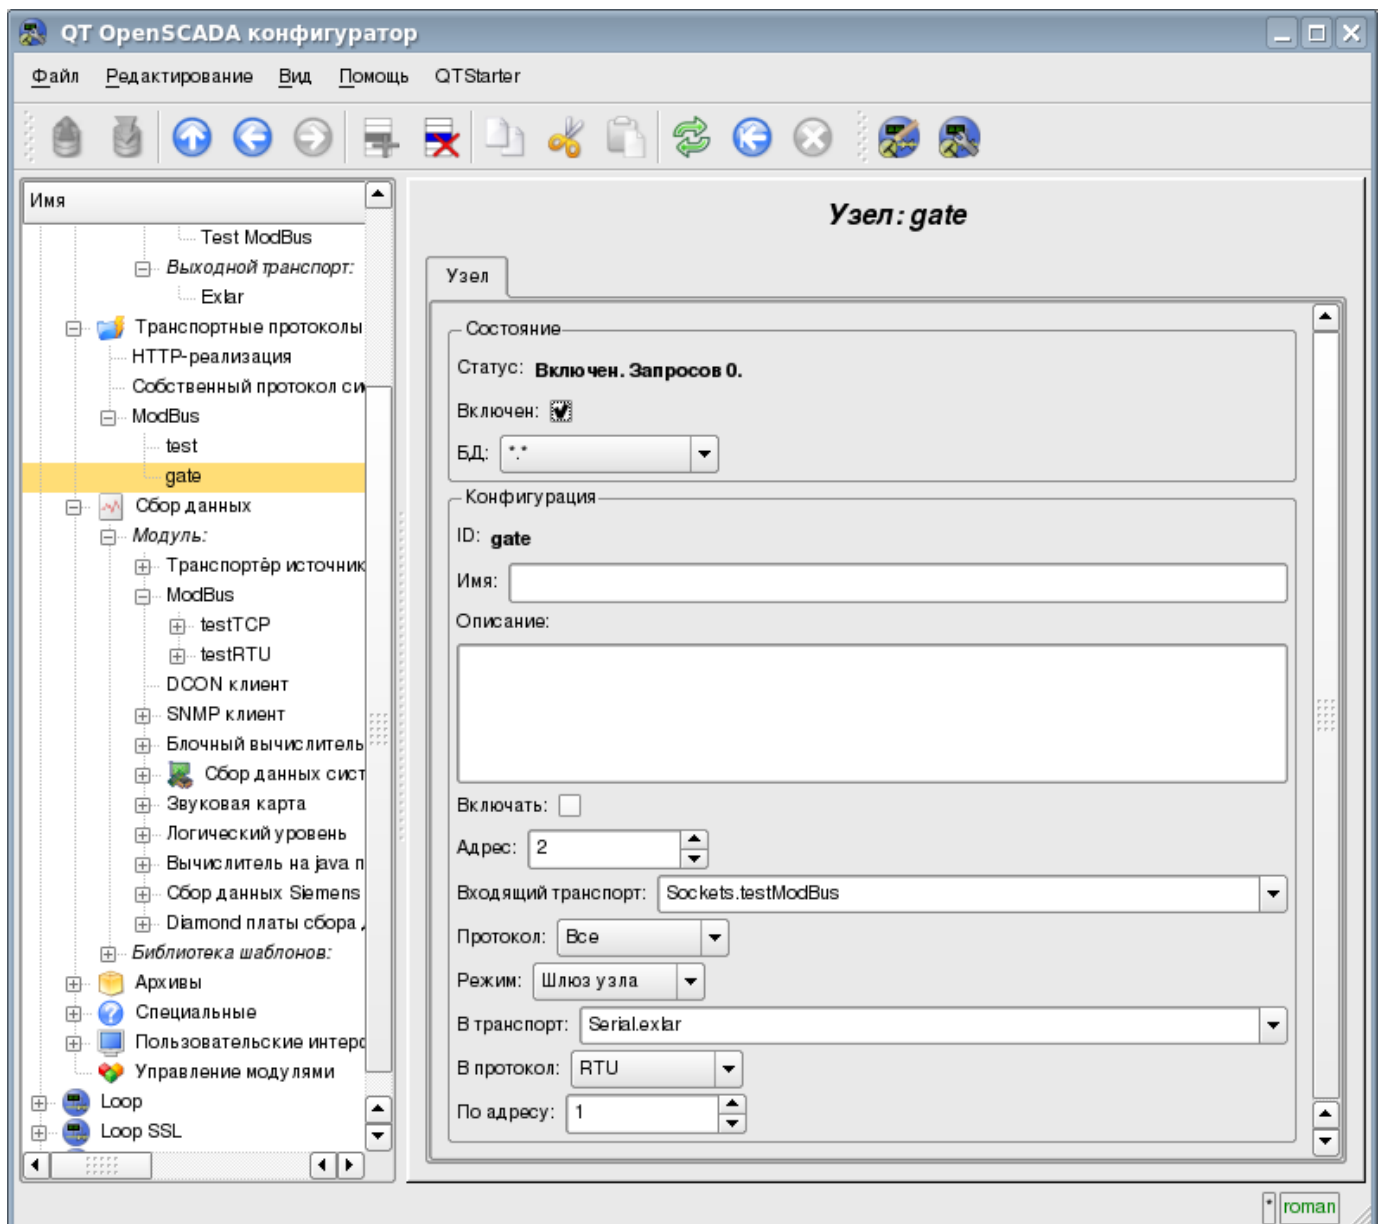 QT OpenSCADA конфигуратор
Файл Редактирование Вид Помощь QTStarter
Имя
Test ModBus
Выходной транспорт:
Exlar
Транспортные протоколы
HTTP-реализация
Собственный протокол си
ModBus
test
gate
Сбор данных
Модуль:
Транспортёр источник
ModBus
testTCP
testRTU
DCON клиент
SNMP клиент
Блочный вычислитель
Сбор данных сист
Звуковая карта
Логический уровень
Вычислитель на java п
Сбор данных Siemens
Diamond платы сбора
Библиотека шаблонов:
Архивы
Специальные
Пользовательские интерф
Управление модулями
Loop
Loop SSL
Узел: gate
Узел
Состояние
Статус: Включен. Запросов 0.
Включен:
БД: *.*
Конфигурация
ID: gate
Имя:
Описание:
Включать:
Адрес: 2
Входящий транспорт: Sockets.testModBus
Протокол: Все
Режим: Шлюз узла
В транспорт: Serial.exlar
В протокол: RTU
По адресу: 1
* roman